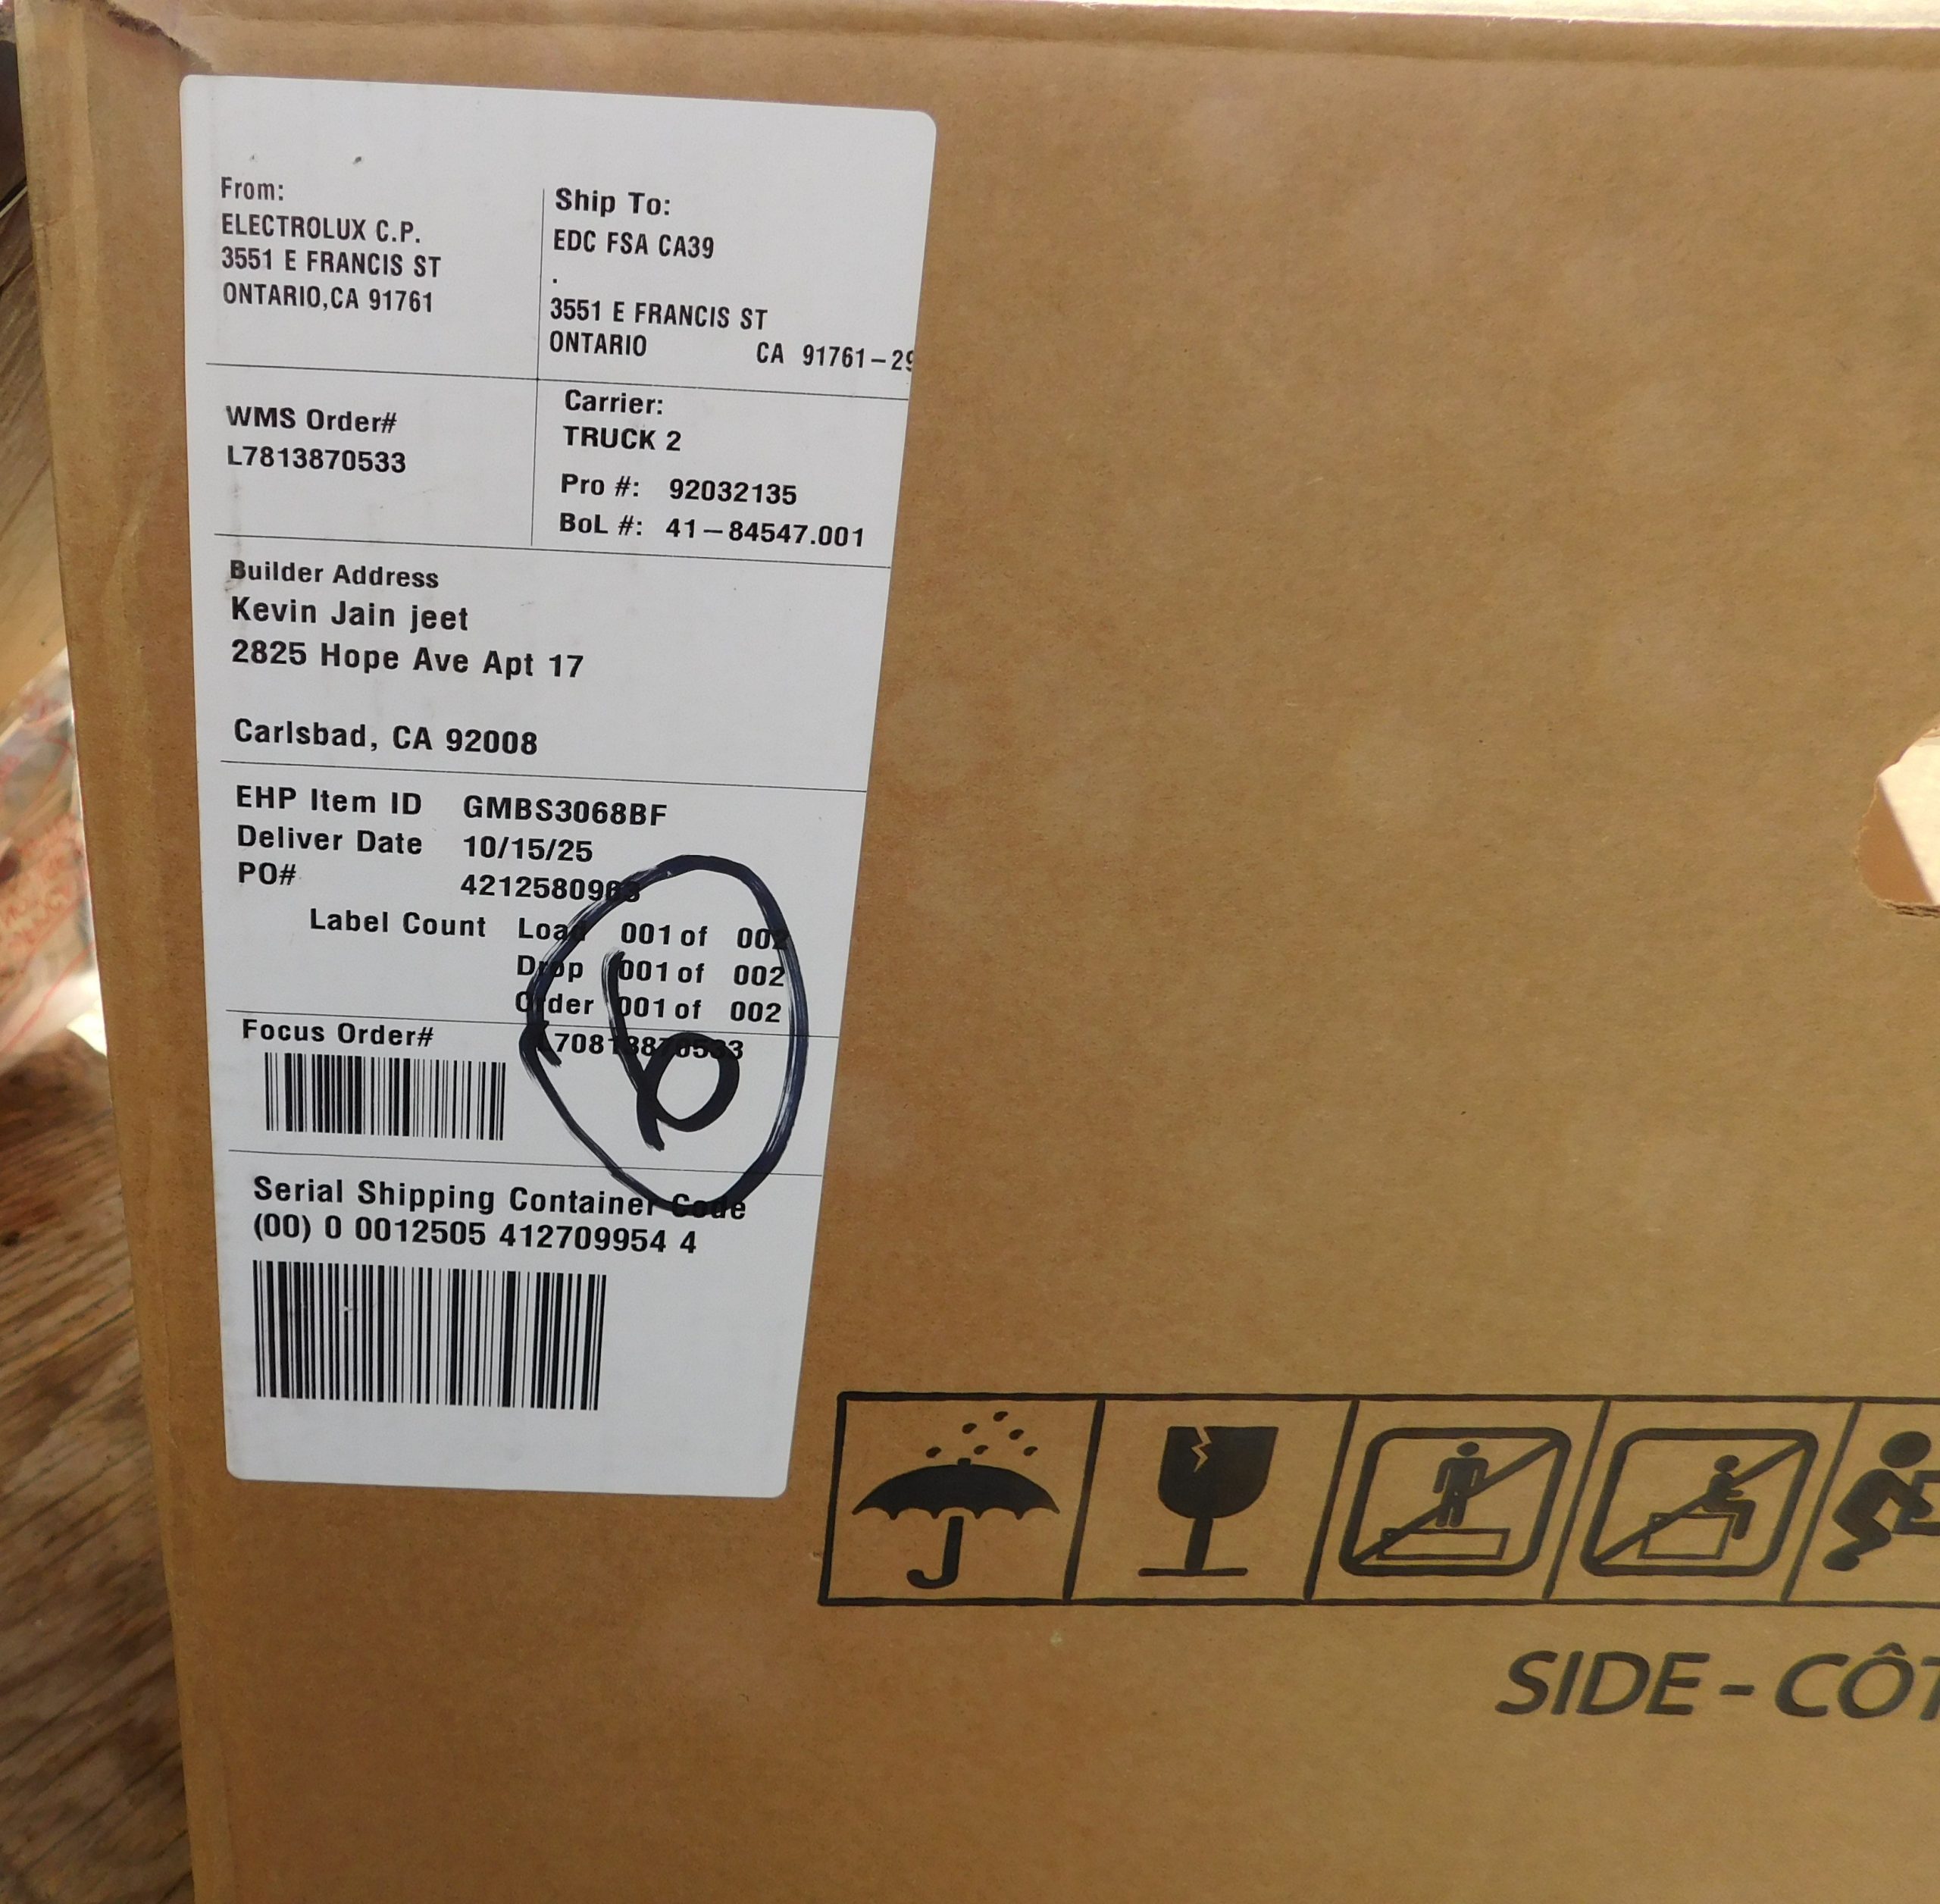 From:
ELECTROLUX C.P.
3551 E FRANCIS ST
ONTARIO,CA 91761
Ship To:
EDC FSA CA39
.
3551 E FRANCIS ST
ONTARIO CA 91761-29
WMS Order#
L7813870533
Carrier:
TRUCK 2
Pro #: 92032135
BoL #: 41-84547.001
Builder Address
Kevin Jain jeet
2825 Hope Ave Apt 17
Carlsbad, CA 92008
EHP Item ID GMBS3068BF
Deliver Date 10/15/25
PO#
Label Count Load 001 of 002
Drop 001 of 002
Order 001 of 002
Focus Order#
6
Serial Shipping Container Code
(00) 0 0012505 412709954 4
SIDE - CÔT